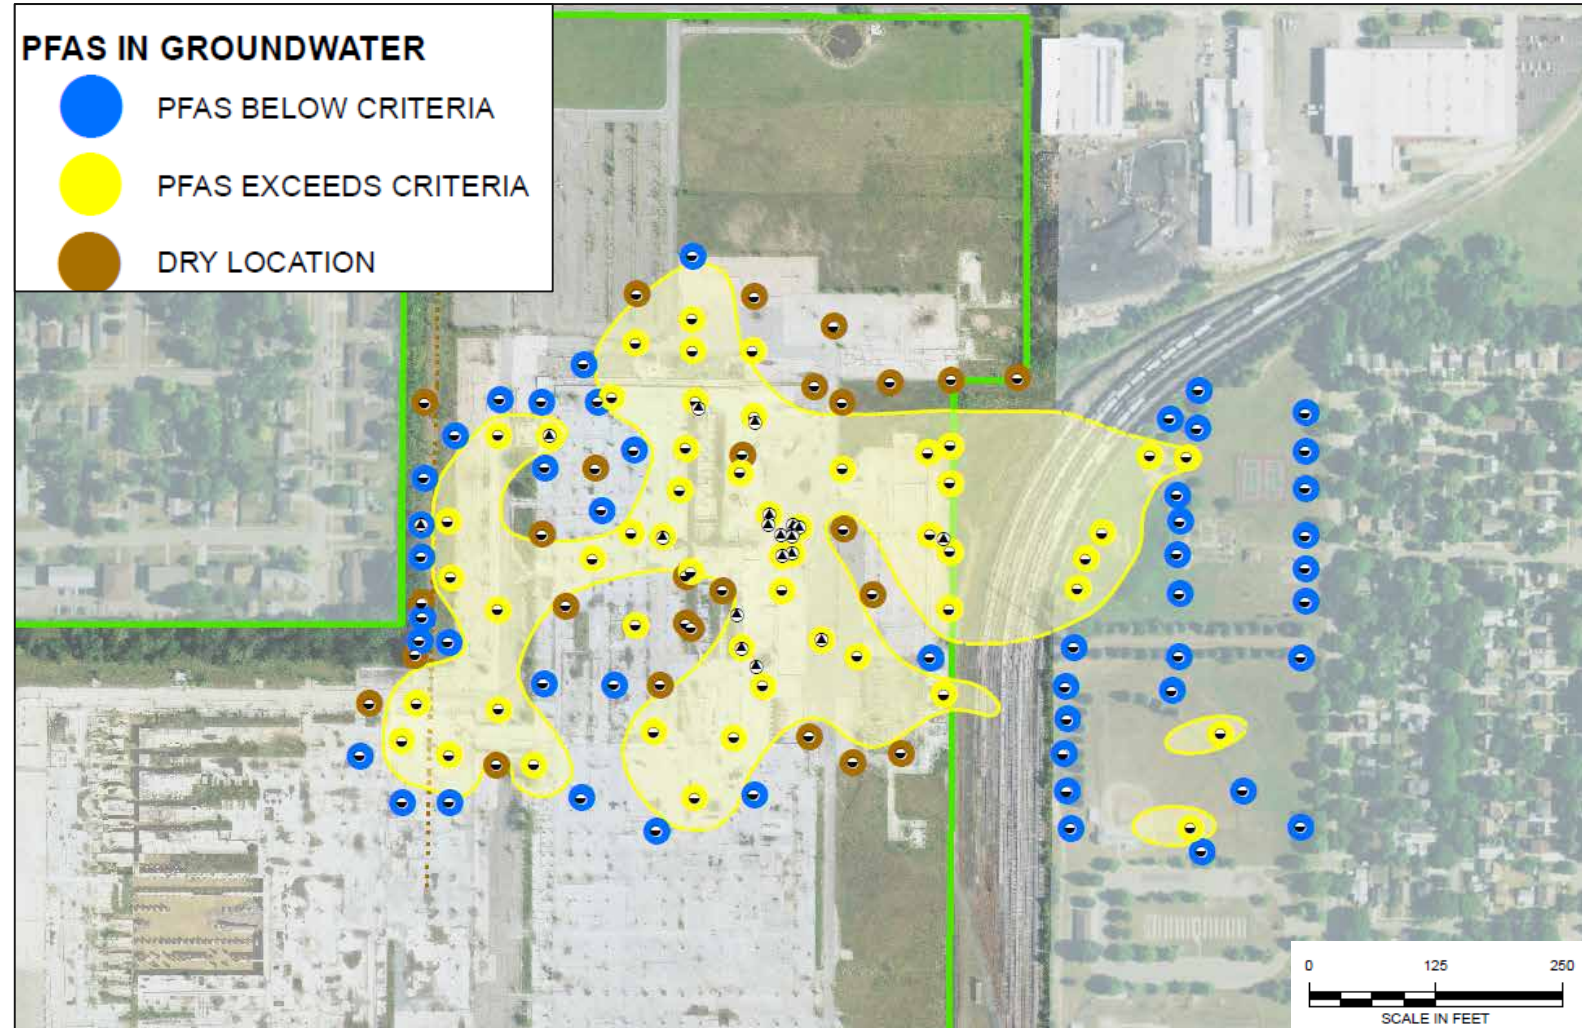 PFAS IN GROUNDWATER
PFAS BELOW CRITERIA
PFAS EXCEEDS CRITERIA
DRY LOCATION
0 125 250
SCALE IN FEET